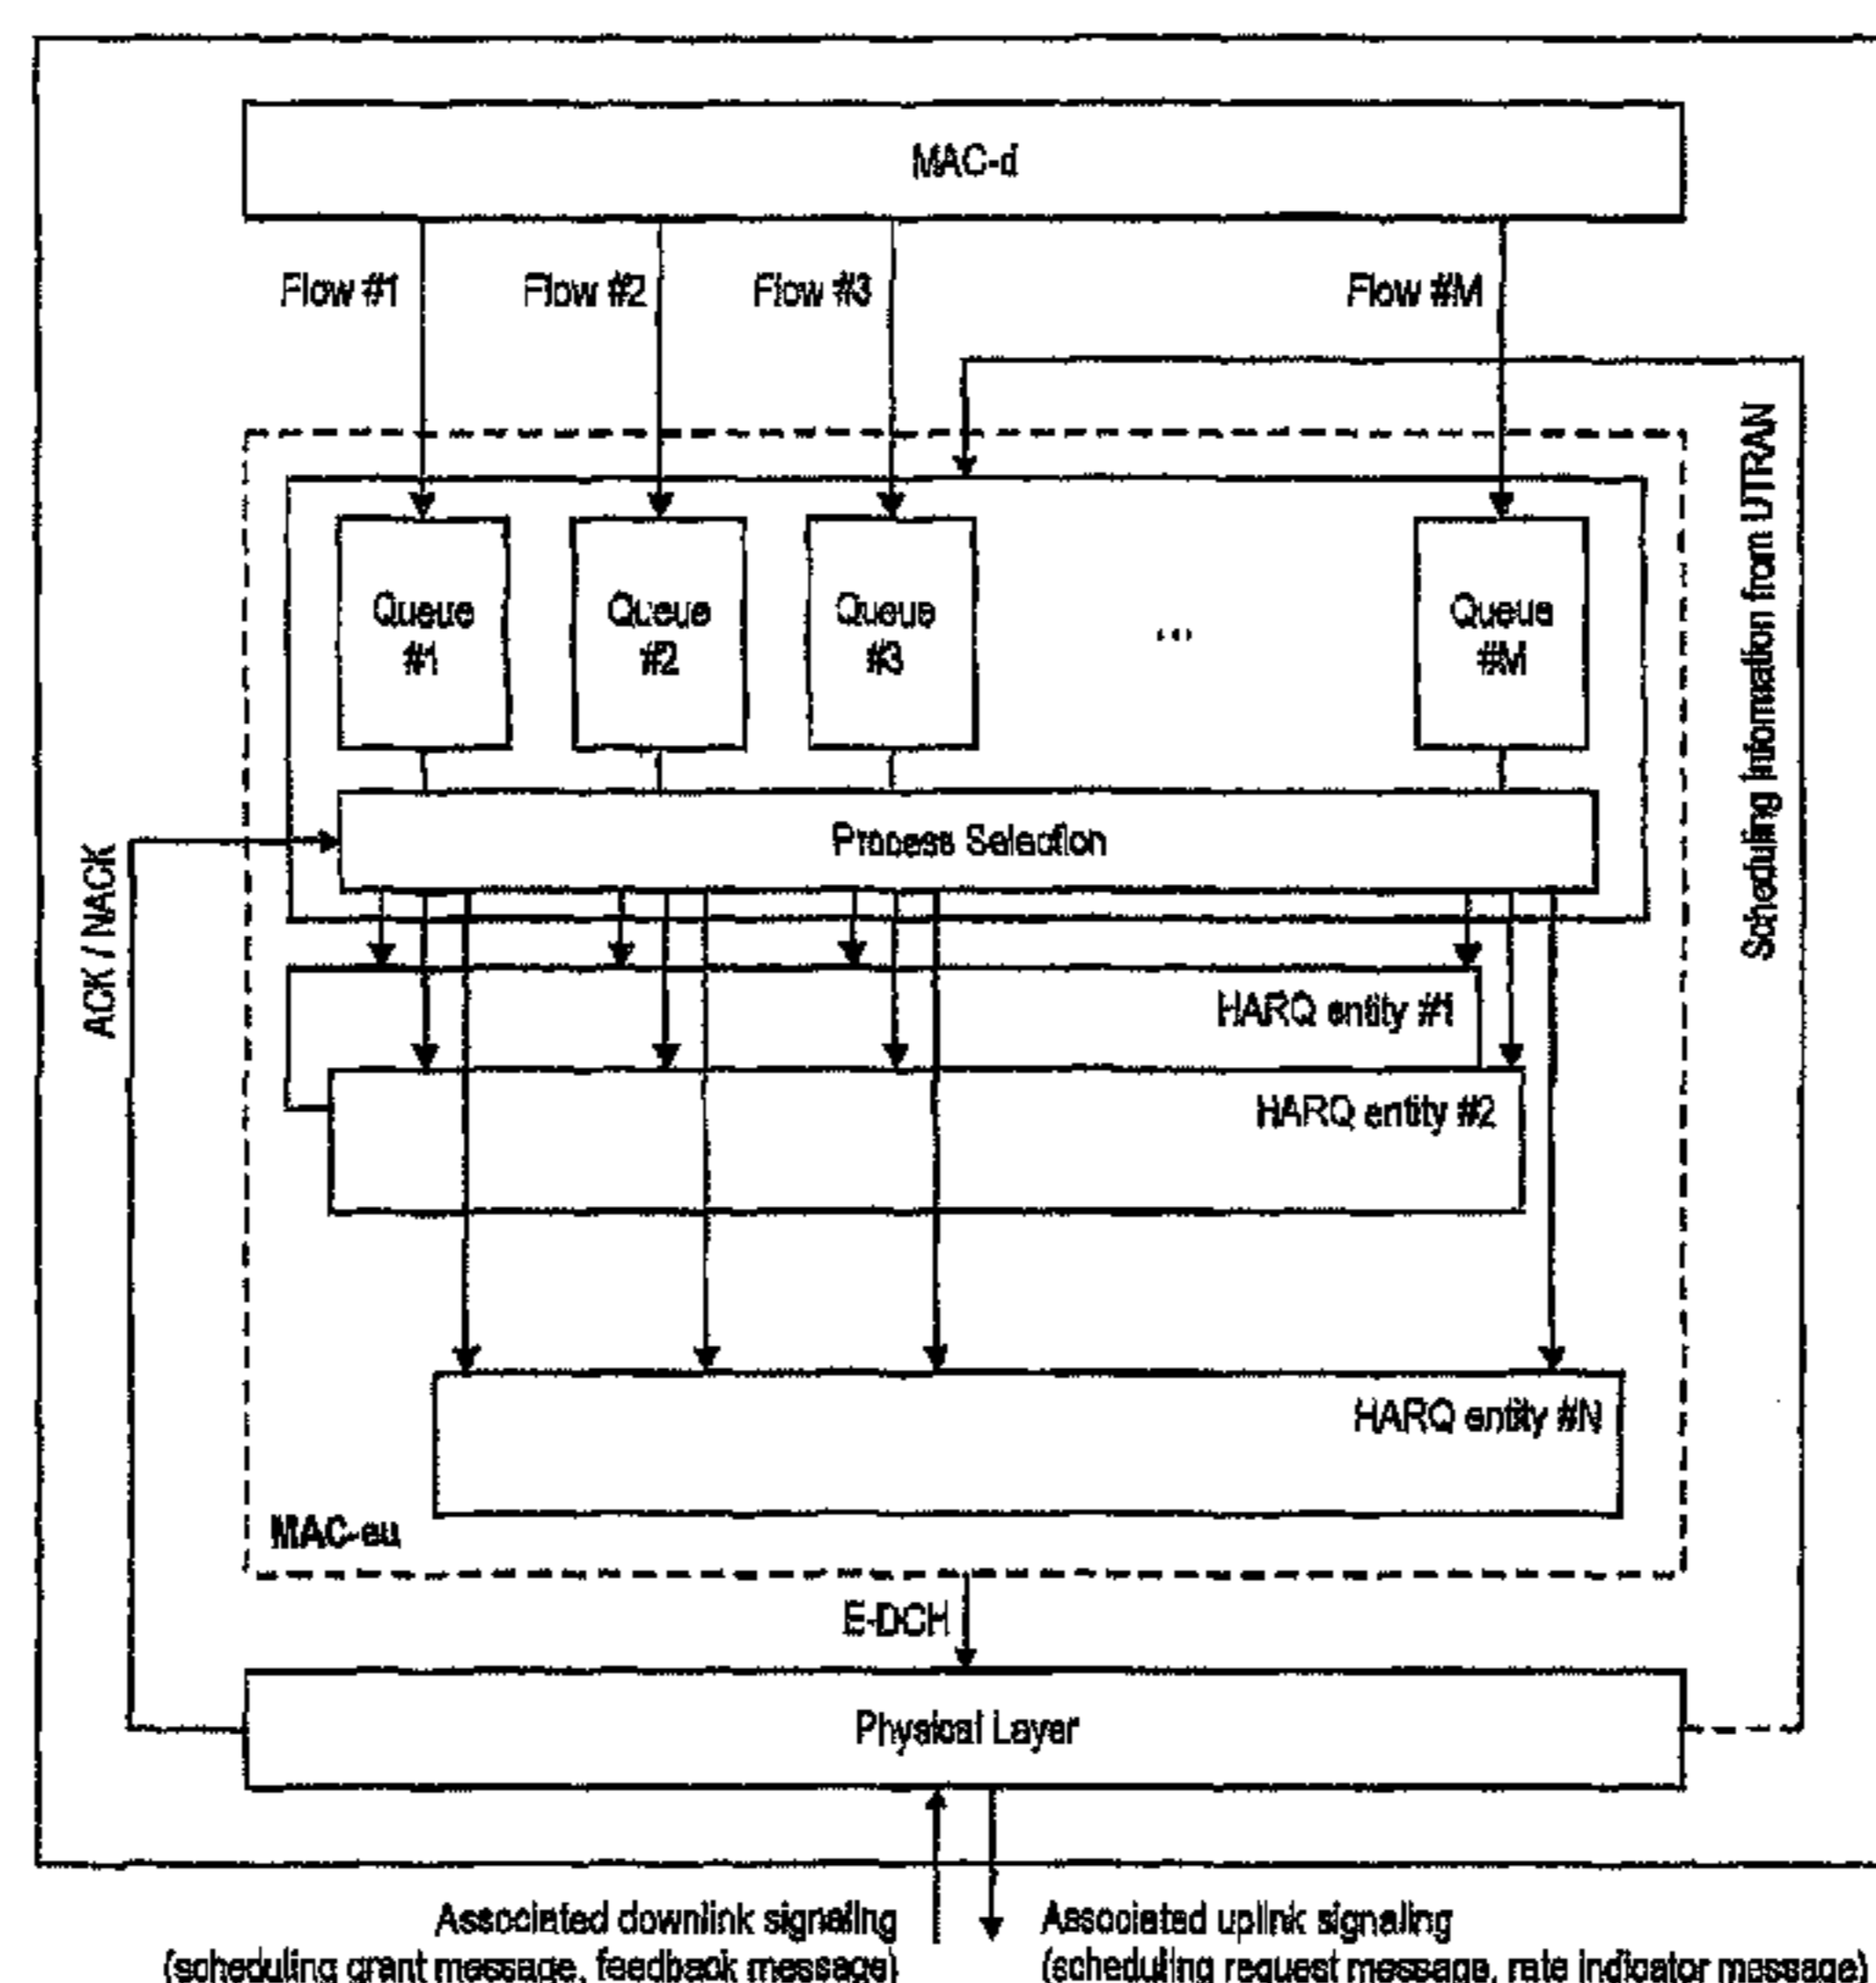 MAC-d
Flow #1
Flow #2
Flow #3
Flow #M
Scheduling Infomation from UTRAN
Queue
#1
Queue
#2
Queue
#3
...
Queue
#M
Process Selection
ACK / NACK
HARQ entity #1
HARQ entity #2
HARQ entity #N
MAC-eu
E-DCH
Physical Layer
Associated downlink signaling
(scheduling grant message, feedback message)
Associated uplink signaling
(scheduling request message, rate indicator message)